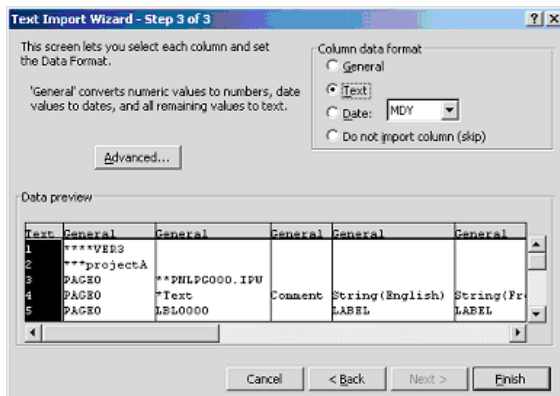 Text Import Wizard - Step 3 of 3
This screen lets you select each column and set
the Data Format.
'General' converts numeric values to numbers, date
values to dates, and all remaining values to text.
Advanced...
Column data format
General
Text
Date: MDY
Do not import column (skip)
Data preview
Text General General General General General
1 ****VER3
2 ***projectA
3 PAGE0 **PNLPG000.IPW
4 PAGE0 *Text Comment String(English) String(Fr
5 PAGE0 LBL0000 LABEL LABEL
Cancel < Back Next > Finish